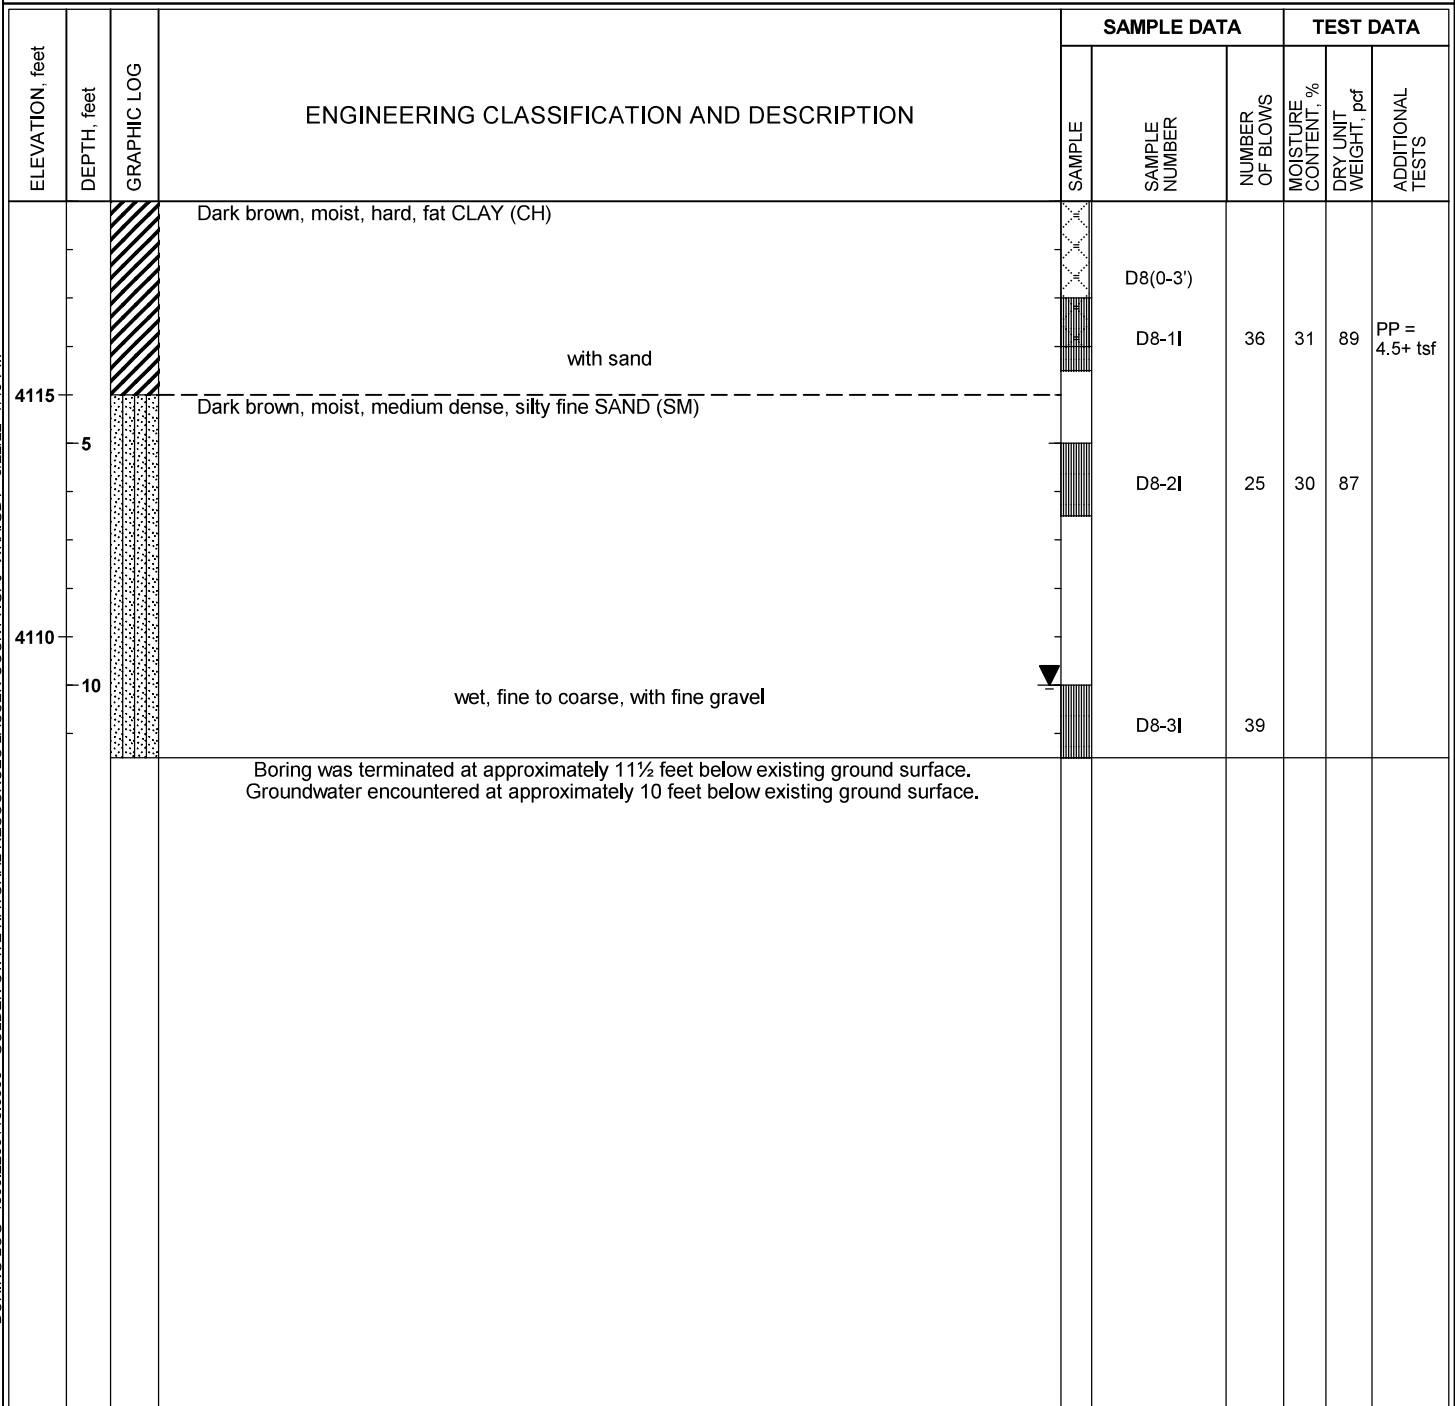 SAMPLE DATA TEST DATA
ELEVATION, feet
DEPTH, feet
GRAPHIC LOG
ENGINEERING CLASSIFICATION AND DESCRIPTION
SAMPLE
SAMPLE
NUMBER
NUMBER
OF BLOWS
MOISTURE
CONTENT, %
DRY UNIT
WEIGHT, pcf
ADDITIONAL
TESTS
Dark brown, moist, hard, fat CLAY (CH)
D8(0-3')
D8-1I 36 31 89 PP =
4.5+ tsf
with sand
4115
Dark brown, moist, medium dense, silty fine SAND (SM)
5
D8-2I 25 30 87
4110
10
wet, fine to coarse, with fine gravel
D8-3I 39
Boring was terminated at approximately 11½ feet below existing ground surface.
Groundwater encountered at approximately 10 feet below existing ground surface.